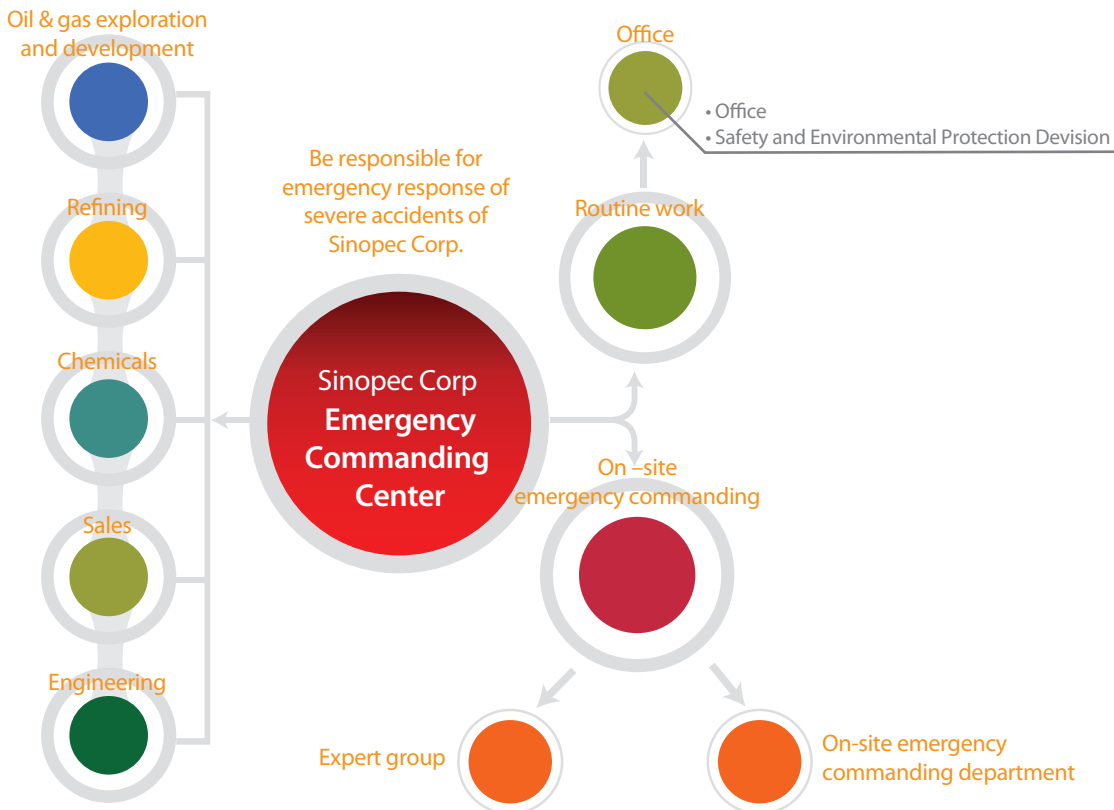 Oil & gas exploration
and development
Refining
Chemicals
Sales
Engineering
Be responsible for
emergency response of
severe accidents of
Sinopec Corp.
Sinopec Corp
Emergency
Commanding
Center
Office
• Office
• Safety and Environmental Protection Devision
Routine work
On –site
emergency commanding
Expert group
On-site emergency
commanding department